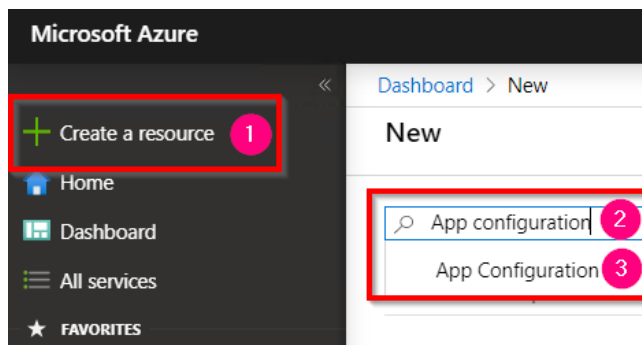 Microsoft Azure
«
Dashboard > New
Create a resource 1
New
Home
Dashboard
All services
FAVORITES
App configuration 2
App Configuration 3